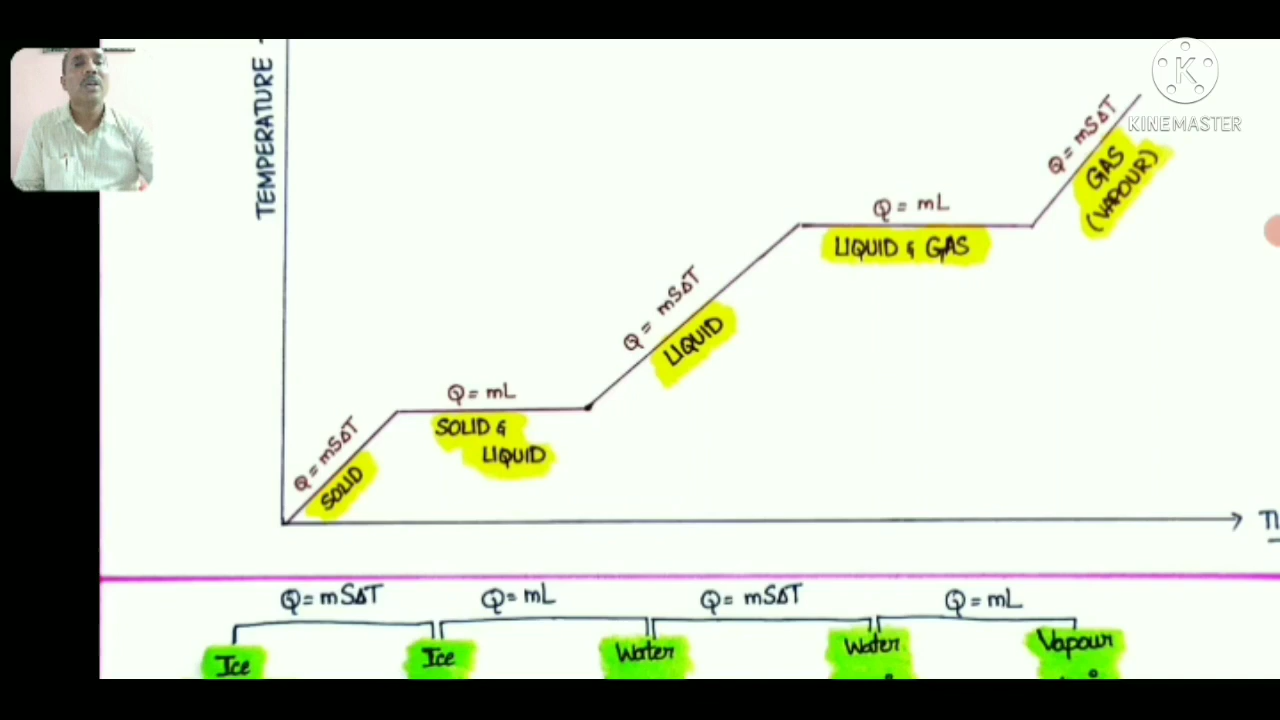 TEMPERATURE
KINEMASTER
Q = mSΔT
GAS
(VAPOUR)
Q = mL
LIQUID & GAS
Q = mSΔT
LIQUID
Q = mL
SOLID &
LIQUID
Q = mSΔT
SOLID
Q = mSΔT Q = mL Q = mSΔT Q = mL
Ice Ice Water Water Vapour